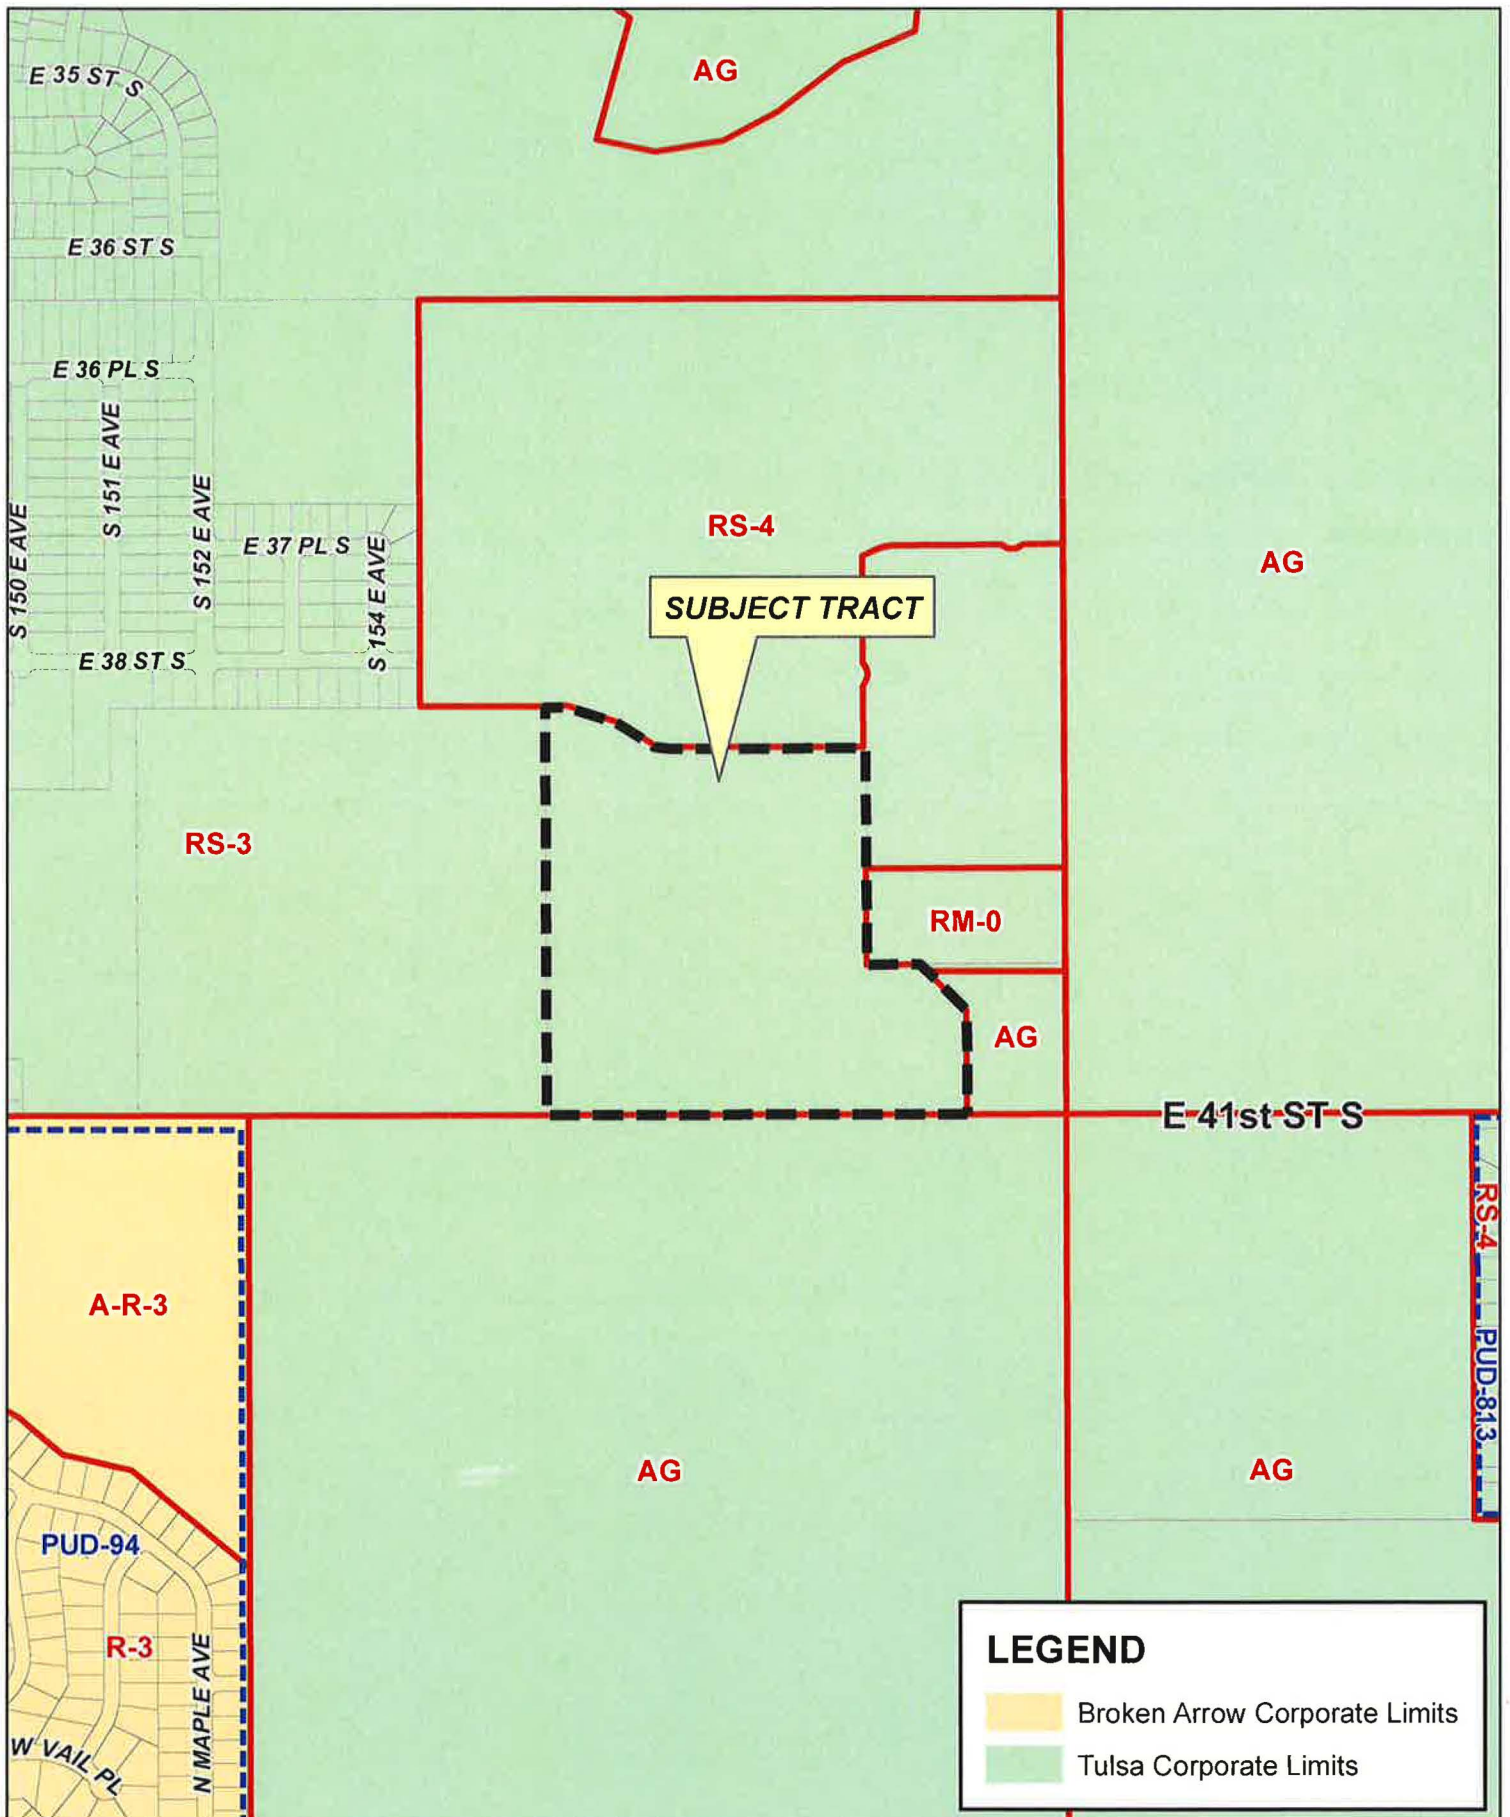 AG
E 35 ST S
E 36 ST S
E 36 PL S
S 151 E AVE
S 150 E AVE
S 152 E AVE
E 37 PL S
S 154 E AVE
E 38 ST S
RS-4
AG
SUBJECT TRACT
RS-3
RM-0
AG
E 41st ST S
RS-4
PUD-813
A-R-3
AG
AG
PUD-94
R-3
N MAPLE AVE
W VAIL PL
LEGEND
Broken Arrow Corporate Limits
Tulsa Corporate Limits